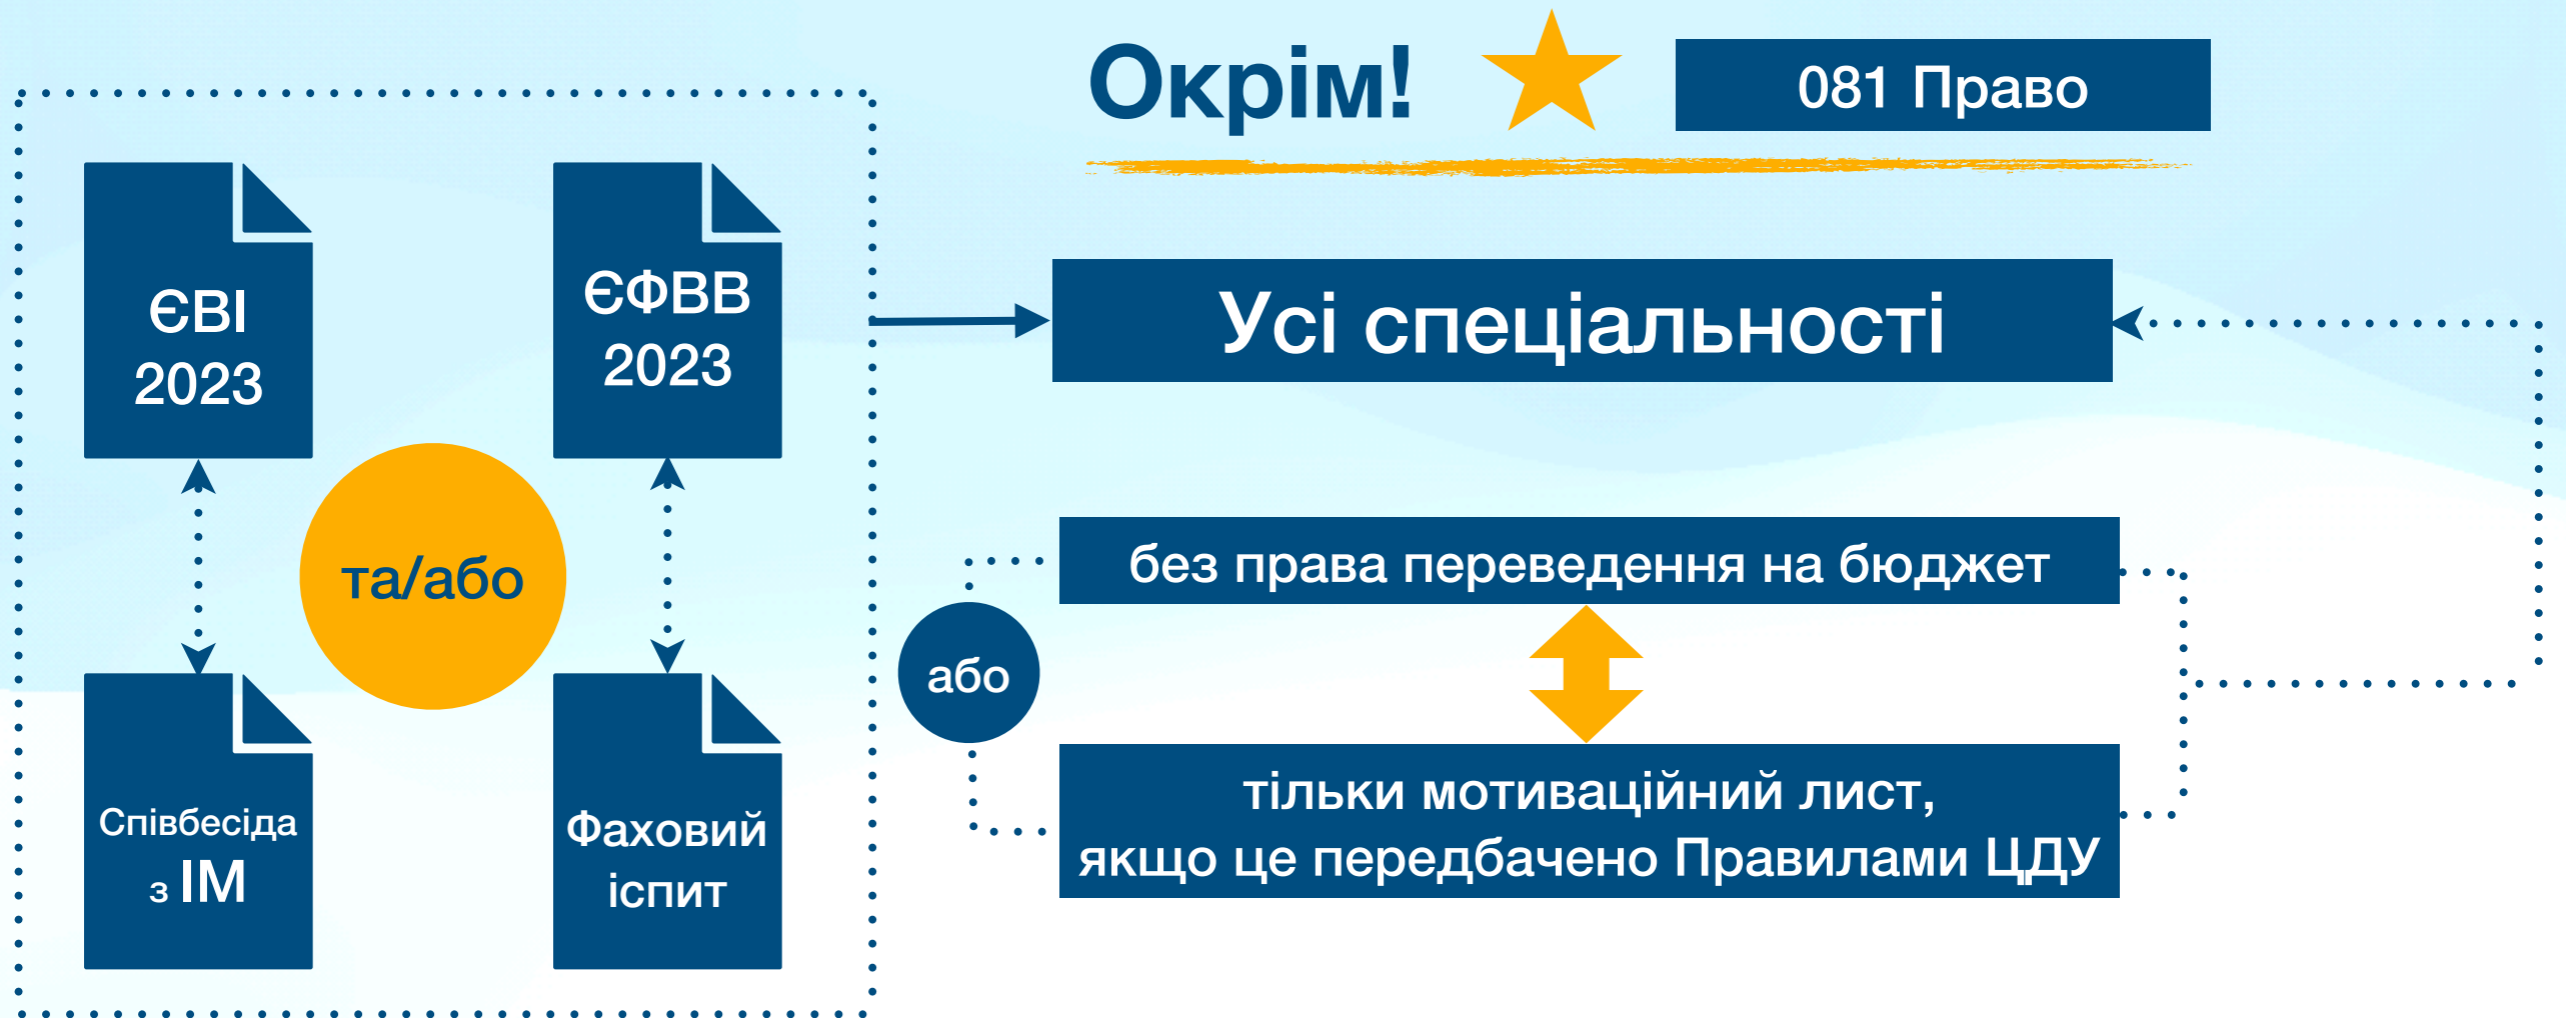 Окрім!
081 Право
ЄВІ
2023
ЄФВВ
2023
та/або
Співбесіда
з ІМ
Фаховий
іспит
Усі спеціальності
без права переведення на бюджет
або
тільки мотиваційний лист,
якщо це передбачено Правилами ЦДУ